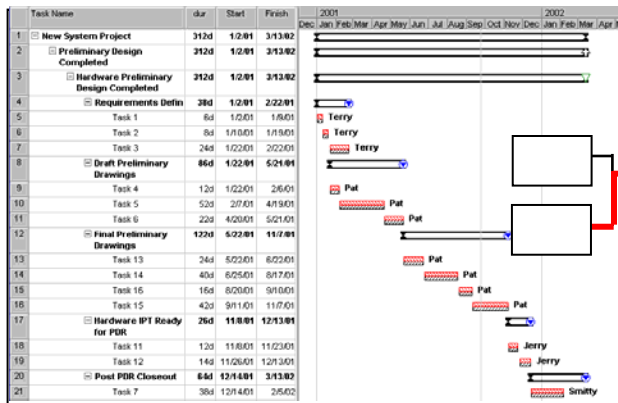 Task Name dur Start Finish 2001 2002
Dec Jan Feb Mar Apr May Jun Jul Aug Sep Oct Nov Dec Jan Feb Mar Apr
1 New System Project 312d 1/2/01 3/13/02
2 Preliminary Design 312d 1/2/01 3/13/02
Completed
3 Hardware Preliminary 312d 1/2/01 3/13/02
Design Completed
4 Requirements Defin 38d 1/2/01 2/22/01
5 Task 1 6d 1/2/01 1/9/01 Terry
6 Task 2 8d 1/10/01 1/19/01 Terry
7 Task 3 24d 1/22/01 2/22/01 Terry
8 Draft Preliminary 86d 1/22/01 5/21/01
Drawings
9 Task 4 12d 1/22/01 2/6/01 Pat
10 Task 5 52d 2/7/01 4/19/01 Pat
11 Task 6 22d 4/20/01 5/21/01 Pat
12 Final Preliminary 122d 5/22/01 11/7/01
Drawings
13 Task 13 24d 5/22/01 6/22/01 Pat
14 Task 14 40d 6/25/01 8/17/01 Pat
15 Task 16 16d 8/20/01 9/10/01 Pat
16 Task 15 42d 9/11/01 11/7/01 Pat
17 Hardware IPT Ready 26d 11/8/01 12/13/01
for PDR
18 Task 11 12d 11/8/01 11/23/01 Jerry
19 Task 12 14d 11/26/01 12/13/01 Jerry
20 Post PDR Closeout 64d 12/14/01 3/13/02
21 Task 7 38d 12/14/01 2/5/02 Smitty